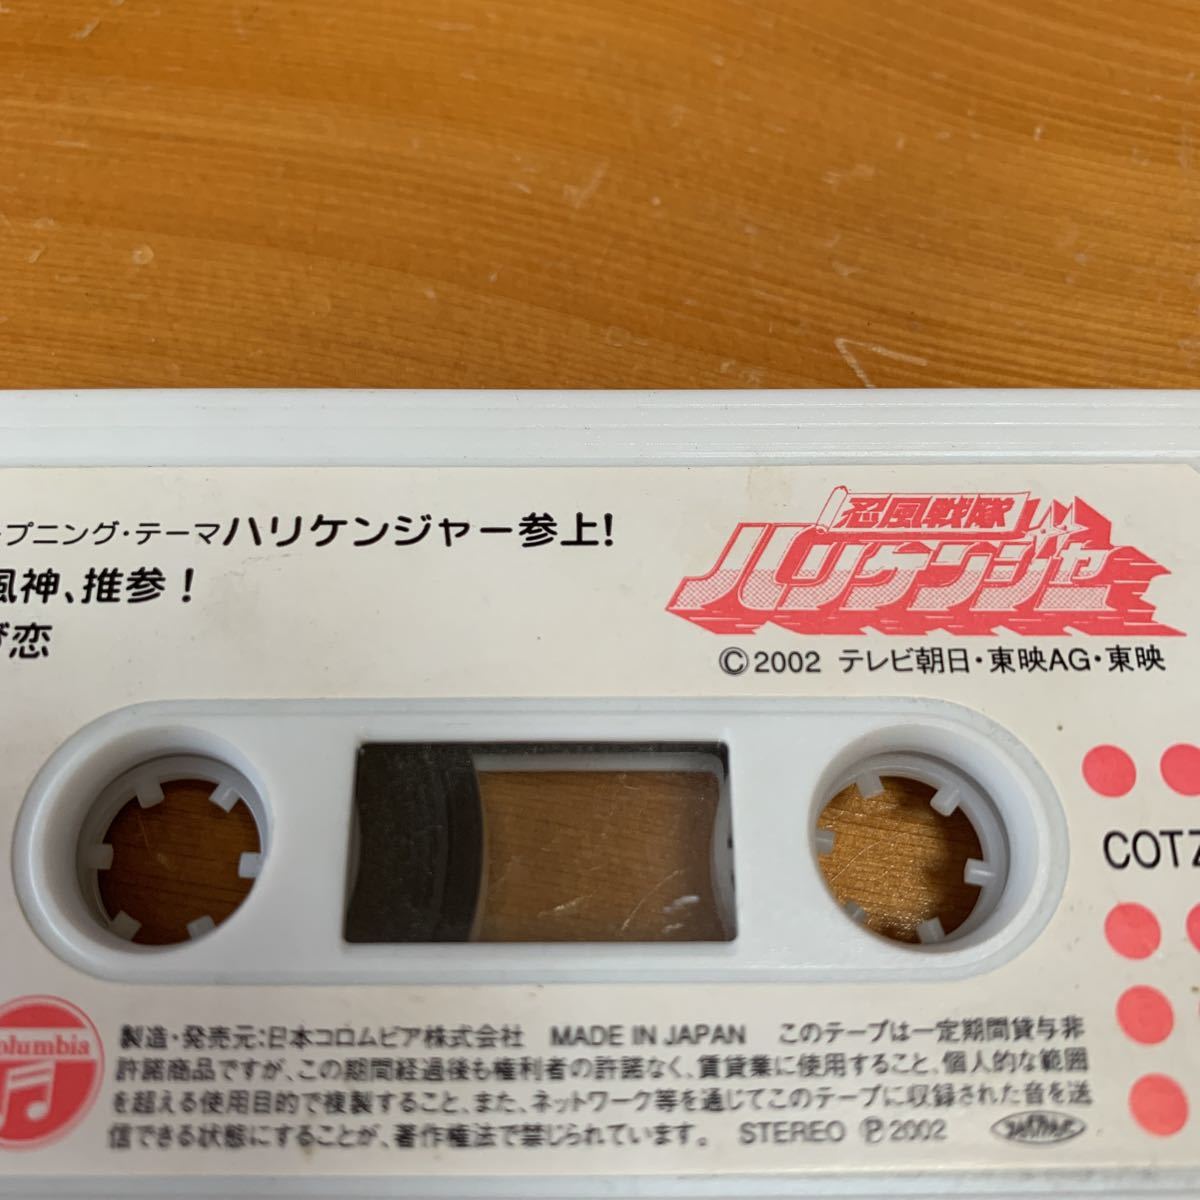 ープニング・テーマハリケンジャー参上!
風神、推参!
び恋
忍風戦隊
ハリケンジャー
©2002 テレビ朝日・東映AG・東映
COTZ
olumbia
製造・発売元:日本コロムビア株式会社 MADE IN JAPAN このテープは一定期間貸与非
許諾商品ですが、この期間経過後も権利者の許諾なく、賃貸業に使用すること、個人的な範囲
を超える使用目的で複製すること、また、ネットワーク等を通じてこのテープに収録された音を送
信できる状態にすることが、著作権法で禁じられています。 STEREO ℗2002